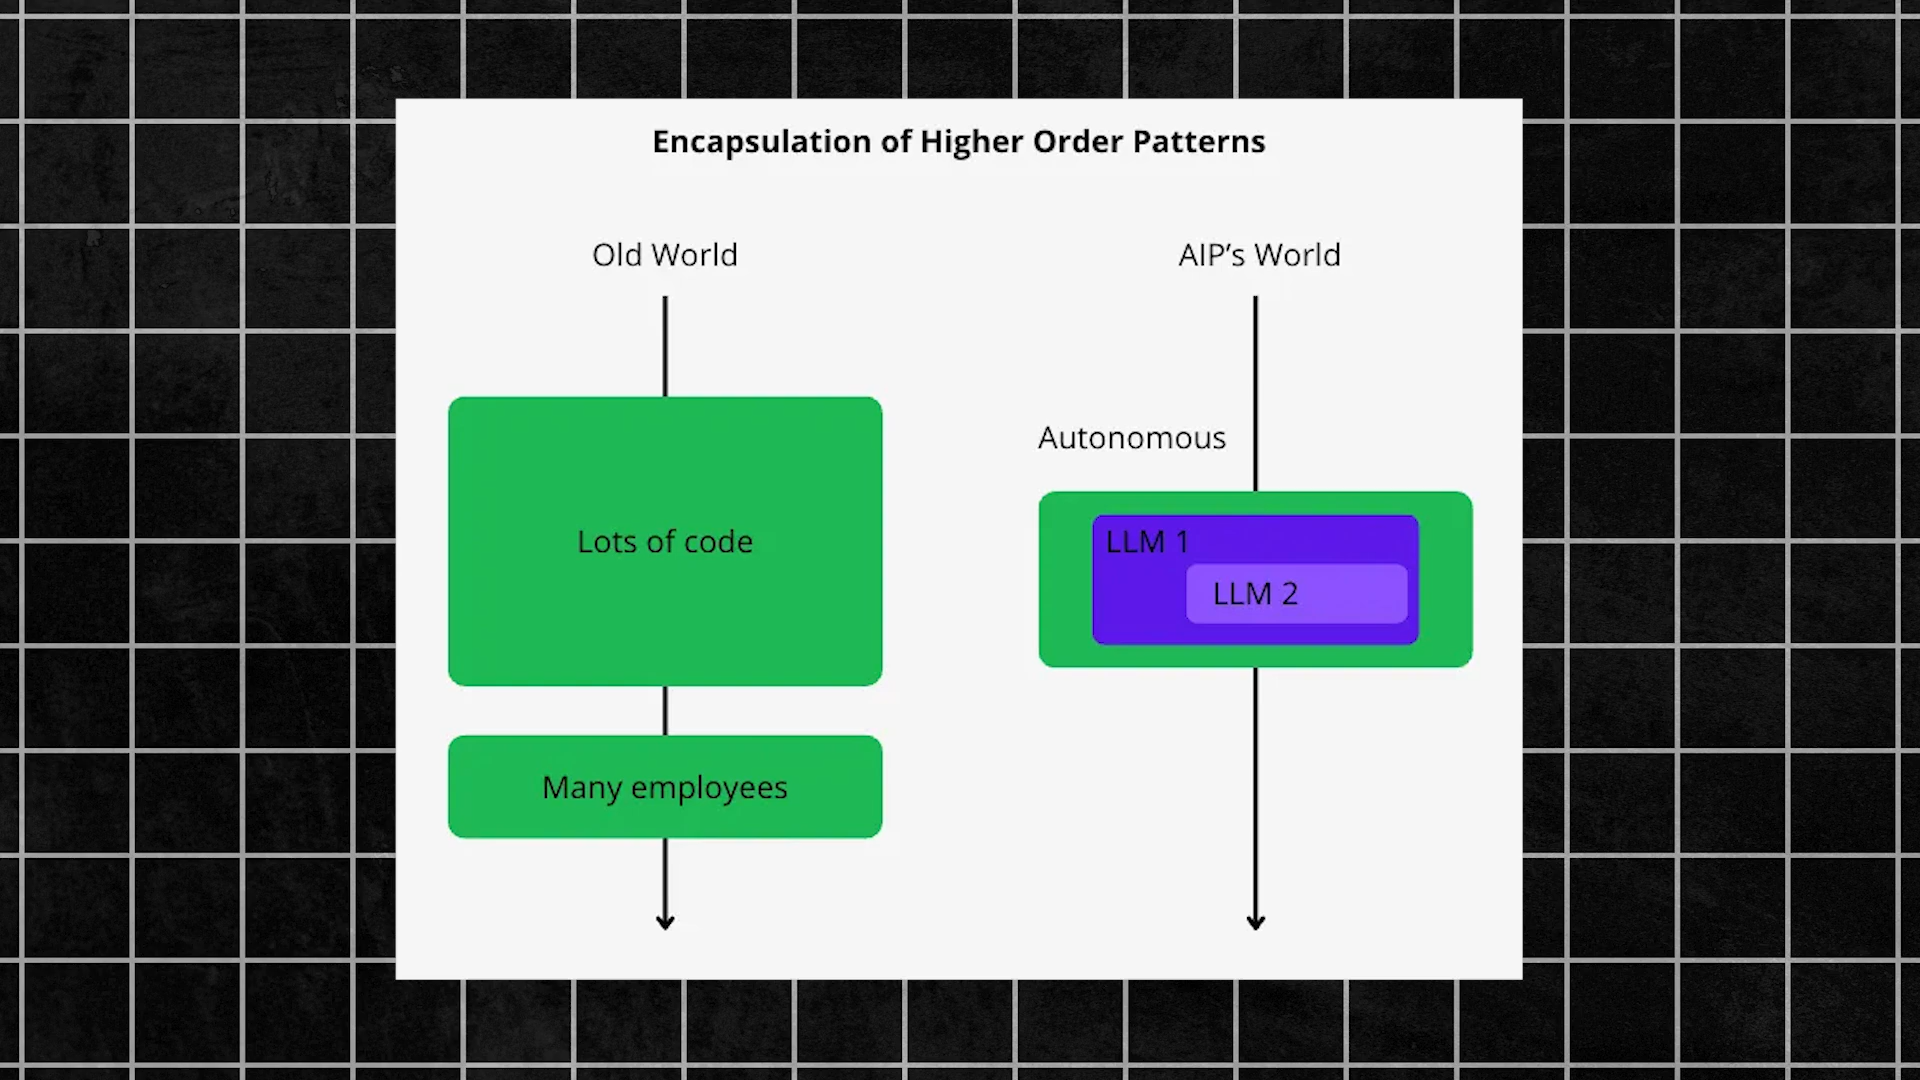 Encapsulation of Higher Order Patterns
Old World
Lots of code
Many employees
AIP’s World
Autonomous
LLM 1
LLM 2